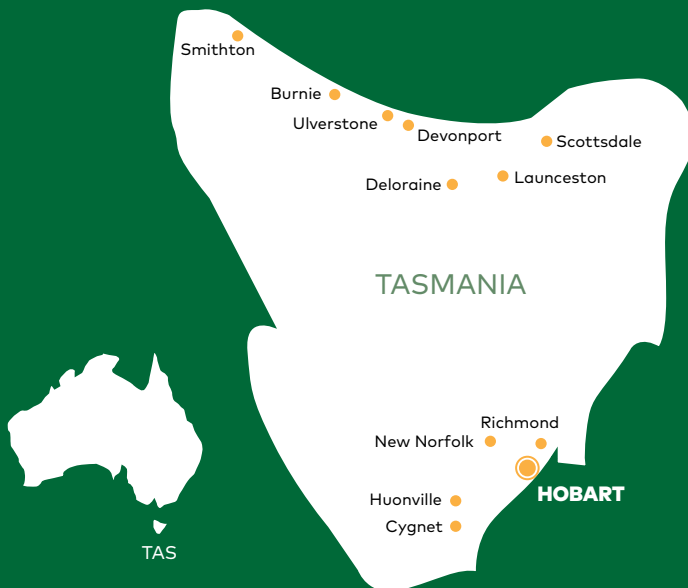 Smithton
Burnie
Ulverstone
Devonport
Scottsdale
Deloraine
Launceston
TASMANIA
Richmond
New Norfolk
HOBART
Huonville
Cygnet
TAS